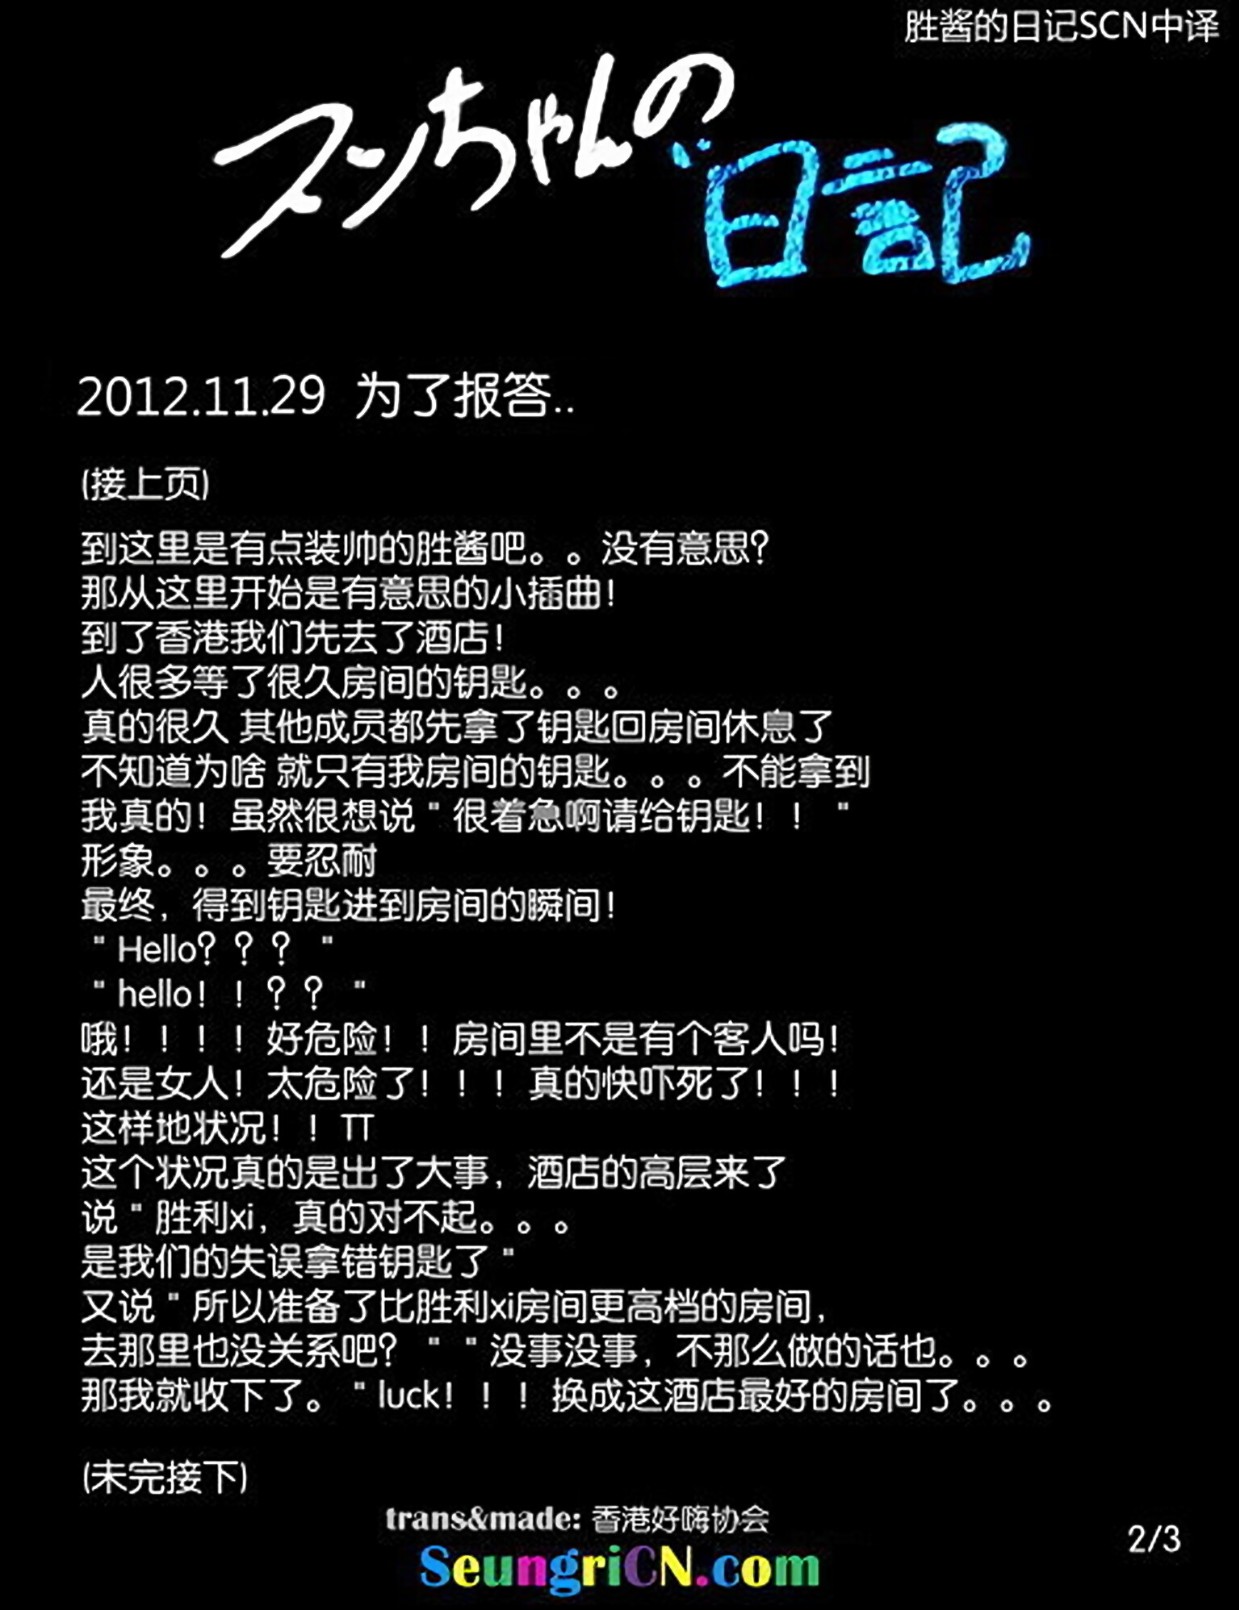 胜酱的日记SCN中译
スンちゃんの
日記
2012.11.29 为了报答..
(接上页)
到这里是有点装帅的胜酱吧。。没有意思?
那从这里开始是有意思的小插曲!
到了香港我们先去了酒店!
人很多等了很久房间的钥匙。。。
真的很久 其他成员都先拿了钥匙回房间休息了
不知道为啥 就只有我房间的钥匙。。。不能拿到
我真的! 虽然很想说 " 很着急啊请给钥匙! ! "
形象。。。要忍耐
最终, 得到钥匙进到房间的瞬间!
" Hello? ? ? "
" hello! ! ? ? "
哦! ! ! ! 好危险! ! 房间里不是有个客人吗!
还是女人! 太危险了! ! ! 真的快吓死了! ! !
这样地状况! ! TT
这个状况真的是出了大事, 酒店的高层来了
说 " 胜利xi, 真的对不起。。。
是我们的失误拿错钥匙了 "
又说 " 所以准备了比胜利xi房间更高档的房间,
去那里也没关系吧? " " 没事没事, 不那么做的话也。。。
那我就收下了。 " luck! ! ! 换成这酒店最好的房间了。。。
(未完接下)
trans&made: 香港好嗨协会
SeungriCN.com
2/3